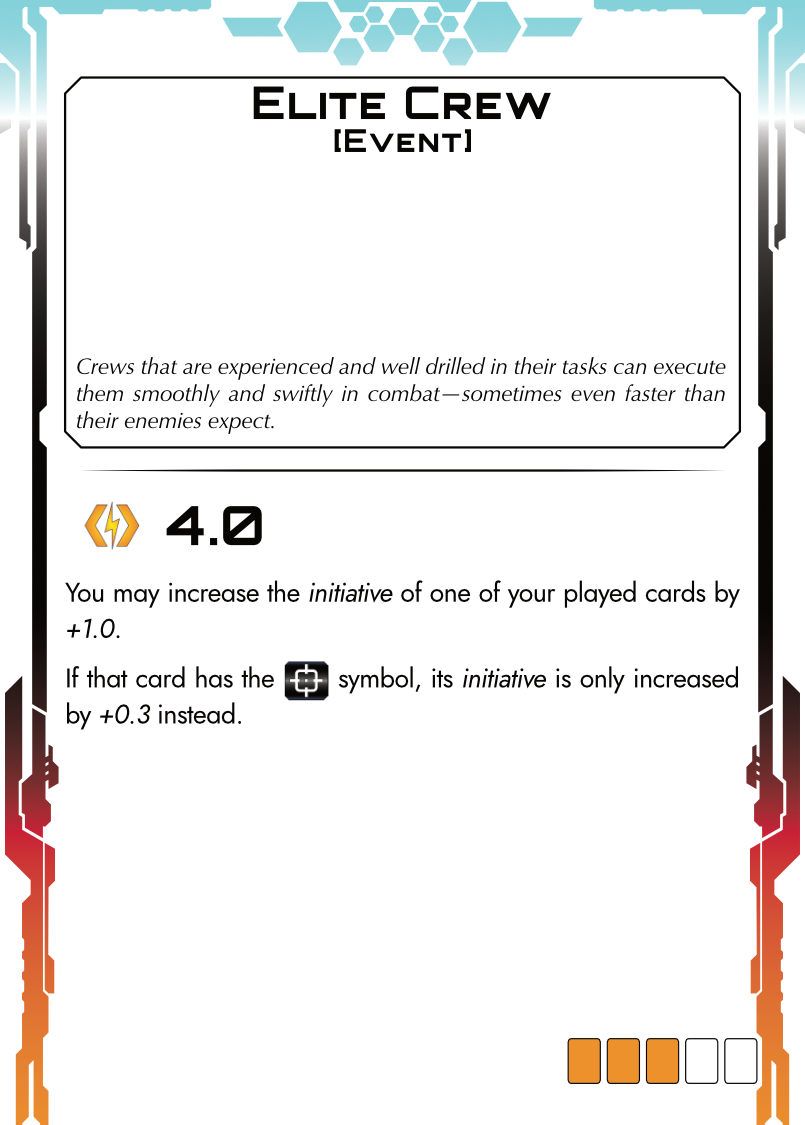 Elite Crew
[Event]
Crews that are experienced and well drilled in their tasks can execute
them smoothly and swiftly in combat—sometimes even faster than
their enemies expect.
4.0
You may increase the initiative of one of your played cards by
+1.0.
If that card has the symbol, its initiative is only increased
by +0.3 instead.